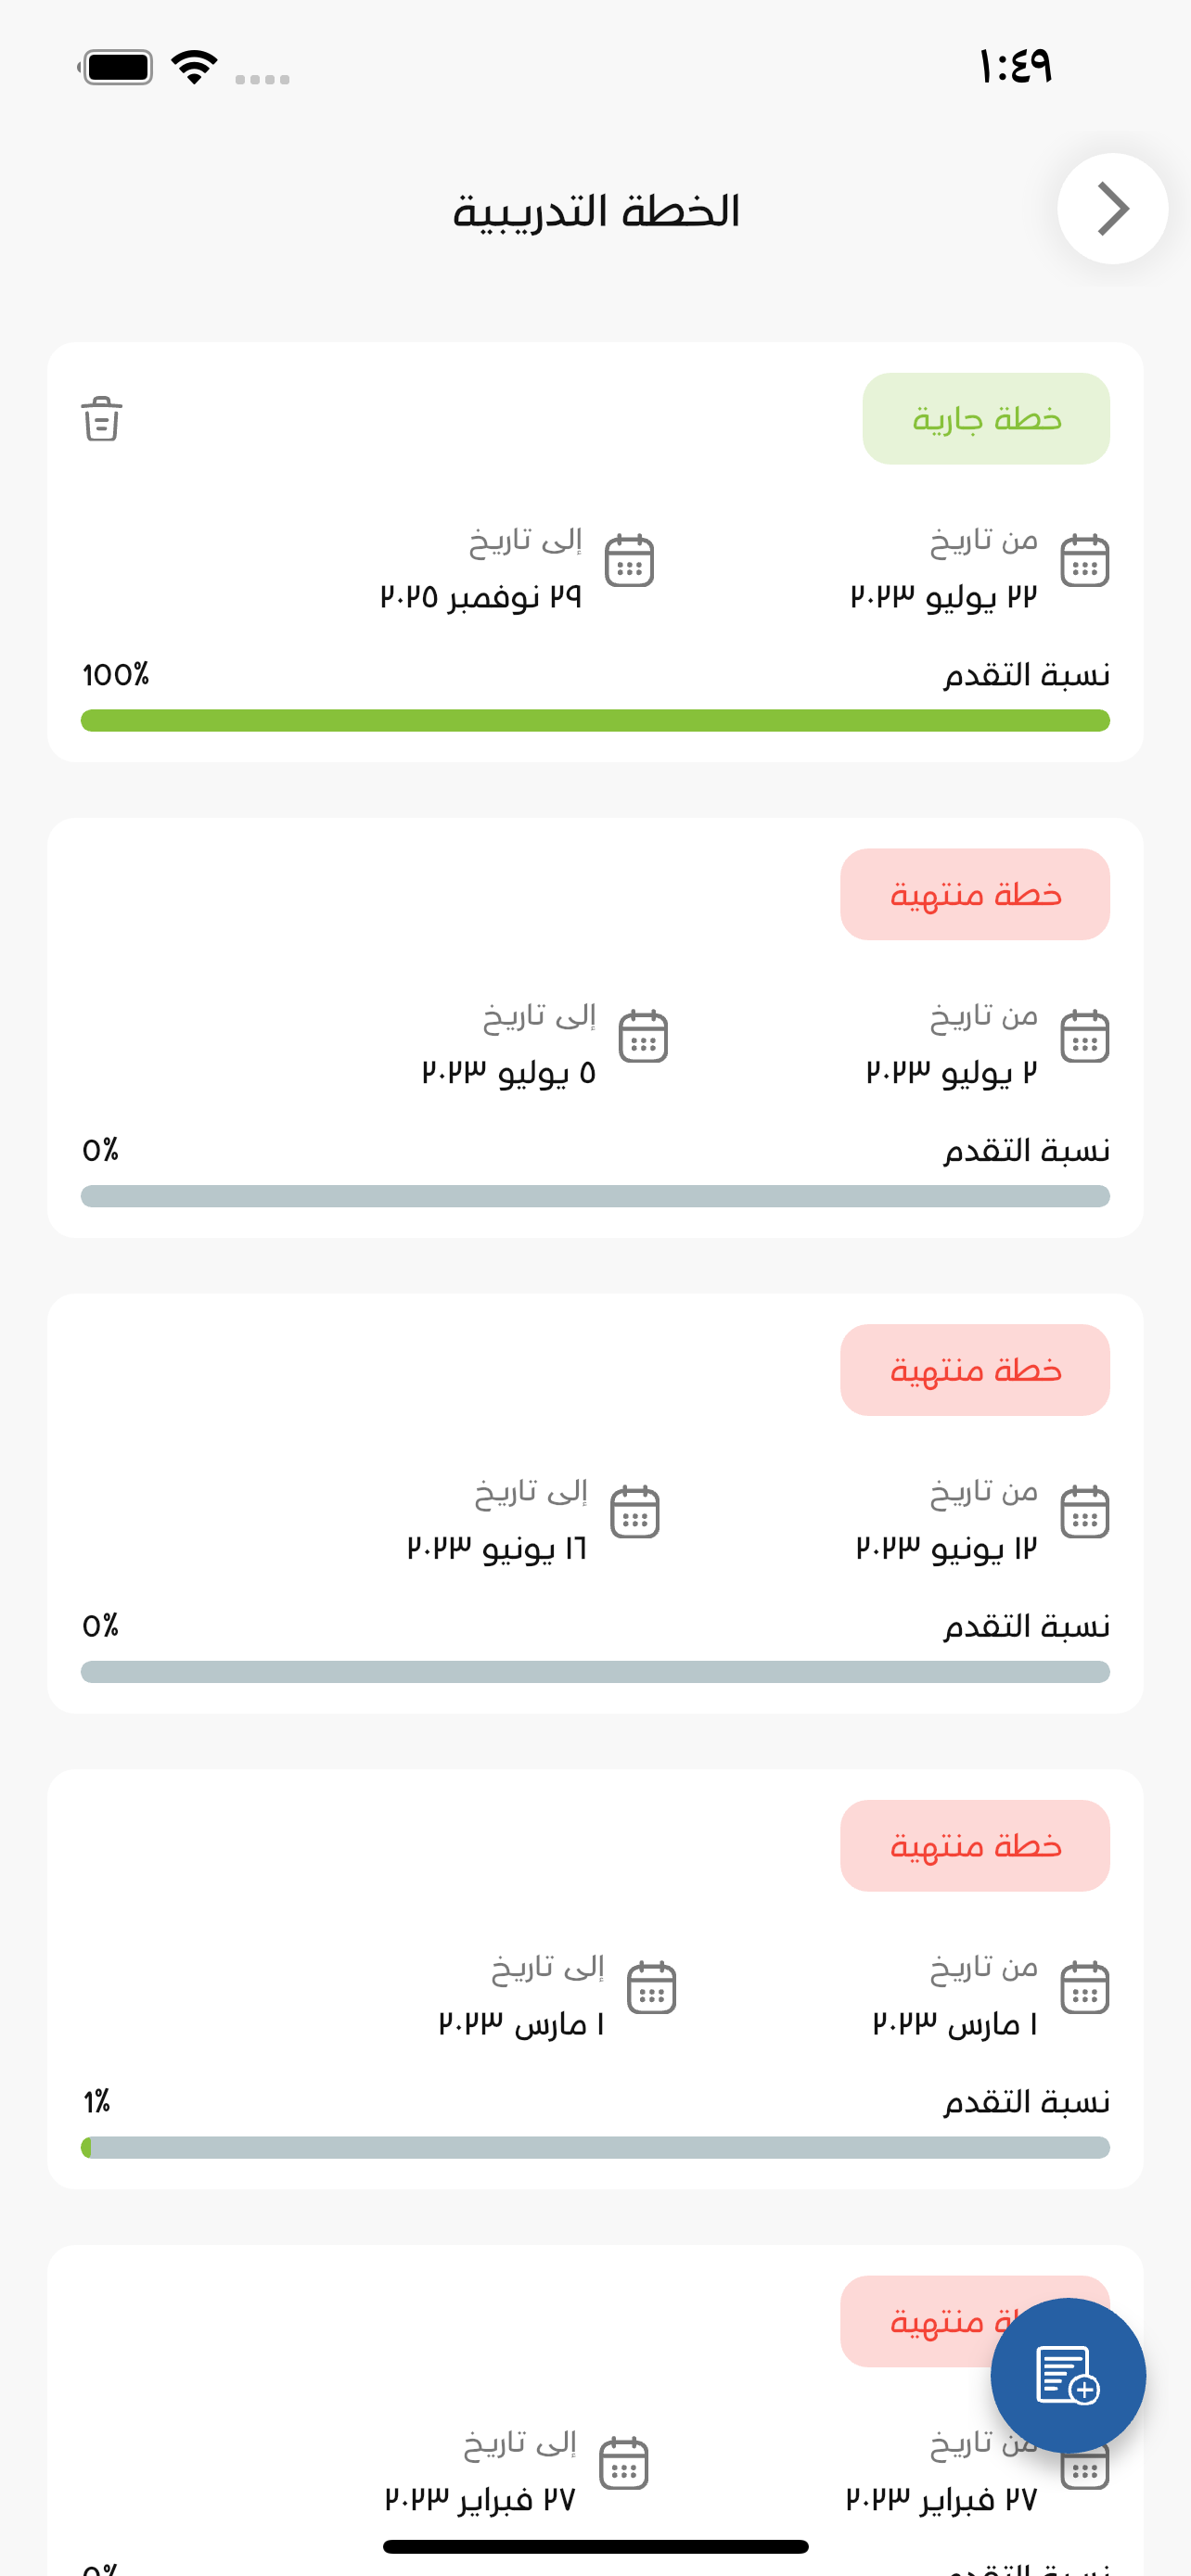 ١:٤٩
الخطة التدريبية
خطة جارية
من تاريخ
إلى تاريخ
٢٢ يوليو ٢٠٢٣
٢٩ نوفمبر ٢٠٢٥
نسبة التقدم
100%
خطة منتهية
من تاريخ
إلى تاريخ
٢ يوليو ٢٠٢٣
٥ يوليو ٢٠٢٣
نسبة التقدم
0%
خطة منتهية
من تاريخ
إلى تاريخ
١٢ يونيو ٢٠٢٣
١٦ يونيو ٢٠٢٣
نسبة التقدم
0%
خطة منتهية
من تاريخ
إلى تاريخ
١ مارس ٢٠٢٣
١ مارس ٢٠٢٣
نسبة التقدم
1%
منتهية
من تاريخ
إلى تاريخ
٢٧ فبراير ٢٠٢٣
٢٧ فبراير ٢٠٢٣
نسبة التقدم
0%